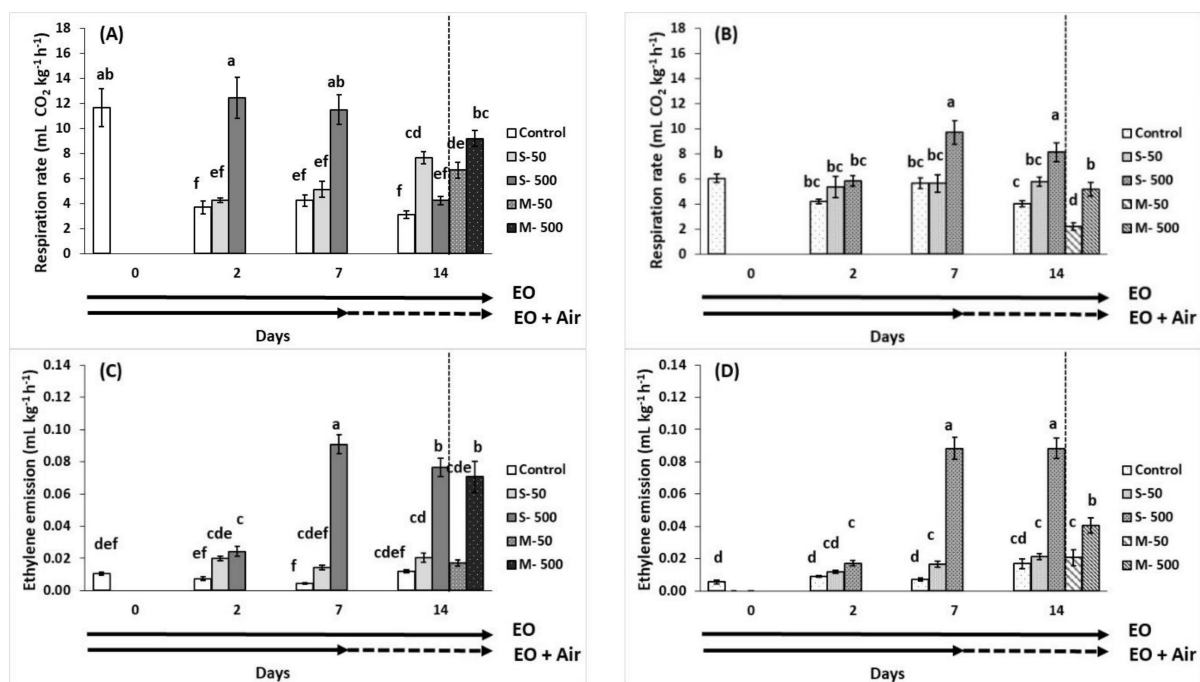 (A)
Respiration rate (mL CO₂ kg⁻¹ h⁻¹)
18
16
14
12
10
8
6
4
2
0
ab
f
ef
a
f
ef
ab
f
cd
ef
de
bc
Control
S-50
S- 500
M-50
M- 500
0 2 7 14
EO
EO + Air
Days
(B)
Respiration rate (mL CO₂ kg⁻¹ h⁻¹)
18
16
14
12
10
8
6
4
2
0
b
bc
bc
bc
bc
bc
a
c
bc
a
d
b
Control
S-50
S- 500
M-50
M- 500
0 2 7 14
EO
EO + Air
Days
(C)
Ethylene emission (mL kg⁻¹ h⁻¹)
0.14
0.12
0.10
0.08
0.06
0.04
0.02
0.00
def
ef
cde
c
f
cdef
a
cdef
cd
b
cde
b
Control
S-50
S- 500
M-50
M- 500
0 2 7 14
EO
EO + Air
Days
(D)
Ethylene emission (mL kg⁻¹ h⁻¹)
0.14
0.12
0.10
0.08
0.06
0.04
0.02
0.00
d
d
cd
c
d
c
a
cd
c
a
c
b
Control
S-50
S- 500
M-50
M- 500
0 2 7 14
EO
EO + Air
Days